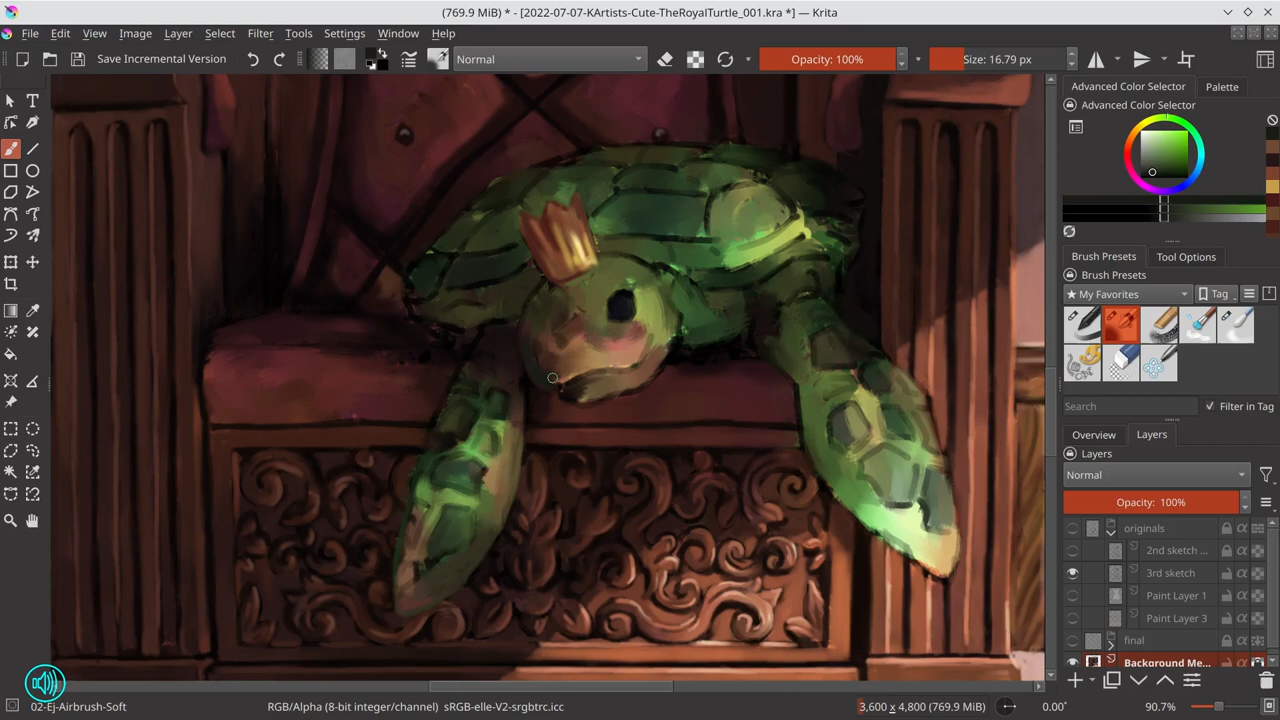 (769.9 MiB) * - [2022-07-07-KArtists-Cute-TheRoyalTurtle_001.kra *] — Krita
File Edit View Image Layer Select Filter Tools Settings Window Help
Save Incremental Version
Normal
Opacity: 100%
Size: 16.79 px
Advanced Color Selector
Palette
Advanced Color Selector
Brush Presets
Tool Options
Brush Presets
★ My Favorites
Tag
Search
Filter in Tag
Overview
Layers
Layers
Normal
Opacity: 100%
originals
2nd sketch ...
3rd sketch
Paint Layer 1
Paint Layer 3
final
Background Me...
02-Ej-Airbrush-Soft
RGB/Alpha (8-bit integer/channel) sRGB-elle-V2-srgbtrc.icc
3,600 x 4,800 (769.9 MiB)
0.00°
90.7%